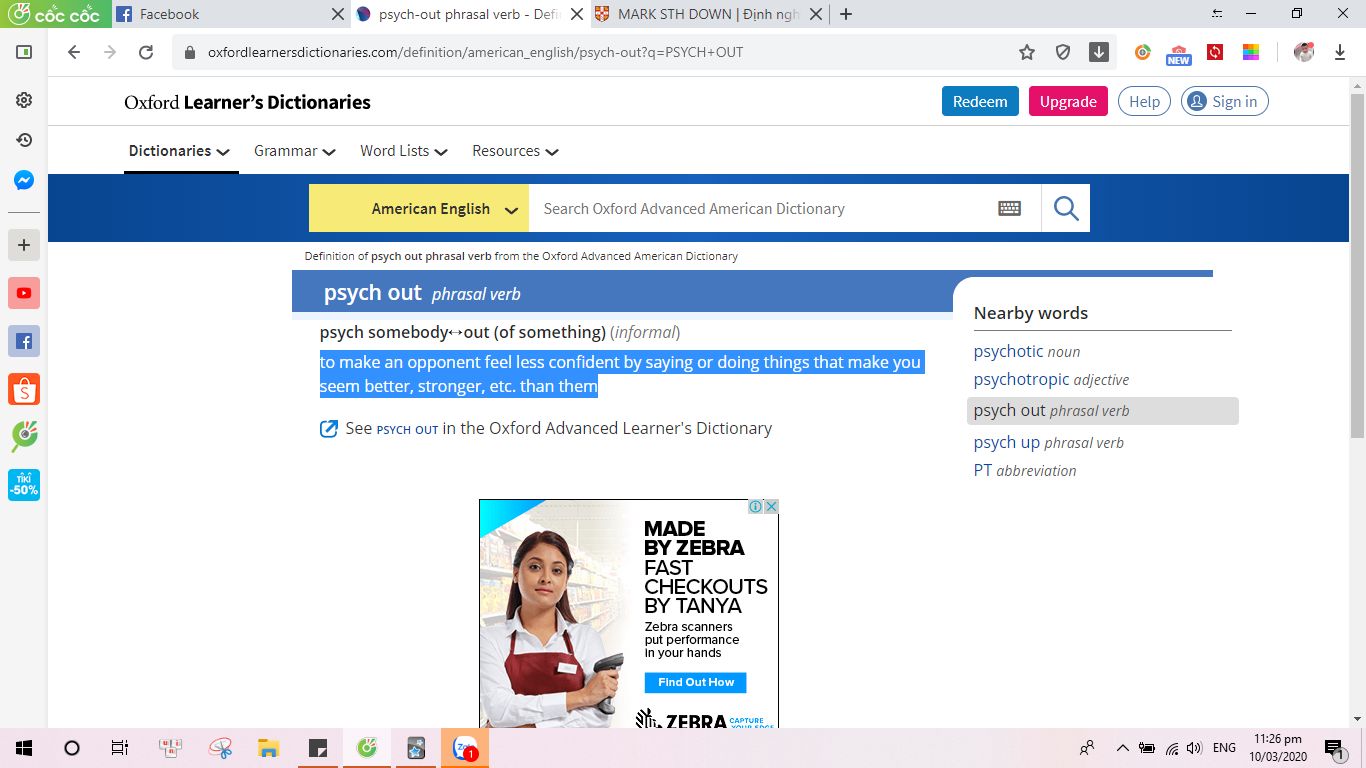 CỐC CỐC
Facebook
psych-out phrasal verb - Defi
MARK STH DOWN | Định ngh
oxfordlearnersdictionaries.com/definition/american_english/psych-out?q=PSYCH+OUT
NEW
Oxford Learner's Dictionaries
Redeem
Upgrade
Help
Sign in
Dictionaries
Grammar
Word Lists
Resources
American English
Search Oxford Advanced American Dictionary
Definition of psych out phrasal verb from the Oxford Advanced American Dictionary
psych out phrasal verb
psych somebody↔out (of something) (informal)
to make an opponent feel less confident by saying or doing things that make you
seem better, stronger, etc. than them
See PSYCH OUT in the Oxford Advanced Learner's Dictionary
Nearby words
psychotic noun
psychotropic adjective
psych out phrasal verb
psych up phrasal verb
PT abbreviation
TIKI
-50%
MADE
BY ZEBRA
FAST
CHECKOUTS
BY TANYA
Zebra scanners
put performance
in your hands
Find Out How
ZEBRA
CAPTURE
YOUR EDGE
1
ENG
11:26 pm
10/03/2020
1